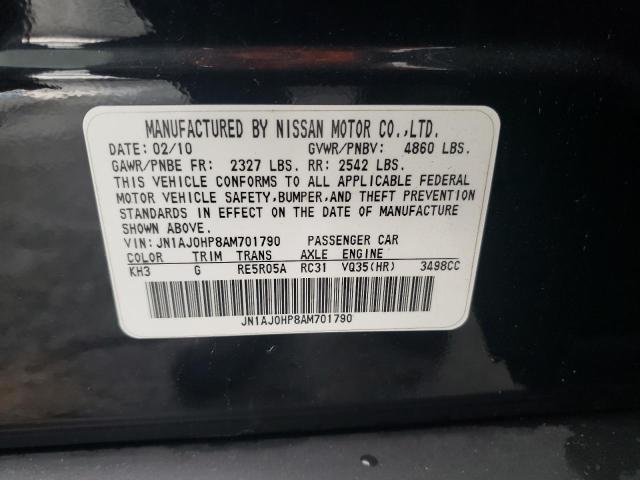 MANUFACTURED BY NISSAN MOTOR CO.,LTD.
DATE: 02/10 GVWR/PNBV: 4860 LBS.
GAWR/PNBE FR: 2327 LBS. RR: 2542 LBS.
THIS VEHICLE CONFORMS TO ALL APPLICABLE FEDERAL
MOTOR VEHICLE SAFETY,BUMPER,AND THEFT PREVENTION
STANDARDS IN EFFECT ON THE DATE OF MANUFACTURE
SHOWN ABOVE.
VIN: JN1AJ0HP8AM701790 PASSENGER CAR
COLOR TRIM TRANS AXLE ENGINE
KH3 G RE5R05A RC31 VQ35(HR) 3498CC
JN1AJ0HP8AM701790